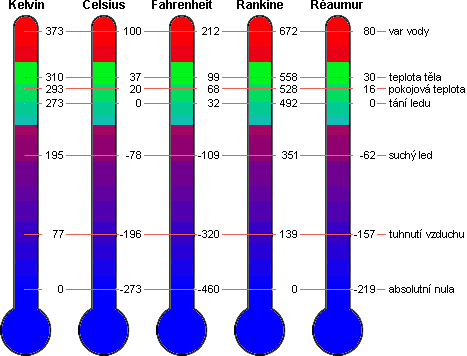 Kelvin Celsius Fahrenheit Rankine Réaumur
373 100 212 672 80 var vody
310 37 99 558 30 teplota těla
293 20 68 528 16 pokojová teplota
273 0 32 492 0 tání ledu
195 -78 -109 351 -62 suchý led
77 -196 -320 139 -157 tuhnutí vzduchu
0 -273 -460 0 -219 absolutní nula